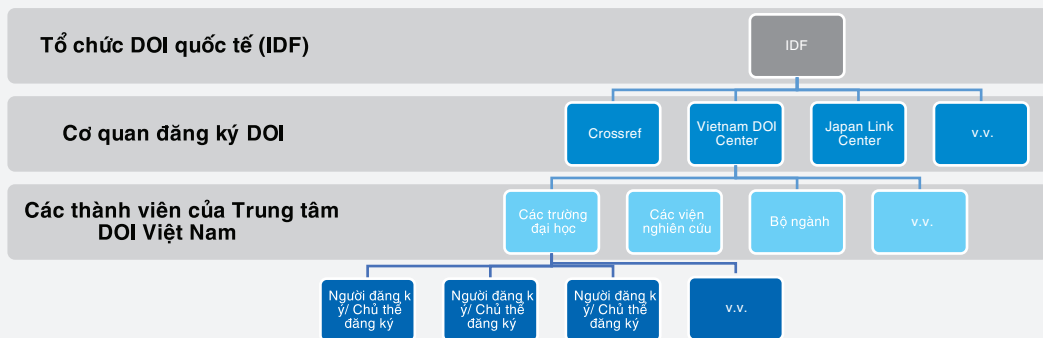 Tổ chức DOI quốc tế (IDF)
IDF
Cơ quan đăng ký DOI
Crossref
Vietnam DOI
Center
Japan Link
Center
v.v.
Các thành viên của Trung tâm
DOI Việt Nam
Các trường
đại học
Các viện
nghiên cứu
Bộ ngành
v.v.
Người đăng k
ý/ Chủ thể
đăng ký
Người đăng k
ý/ Chủ thể
đăng ký
Người đăng k
ý/ Chủ thể
đăng ký
v.v.